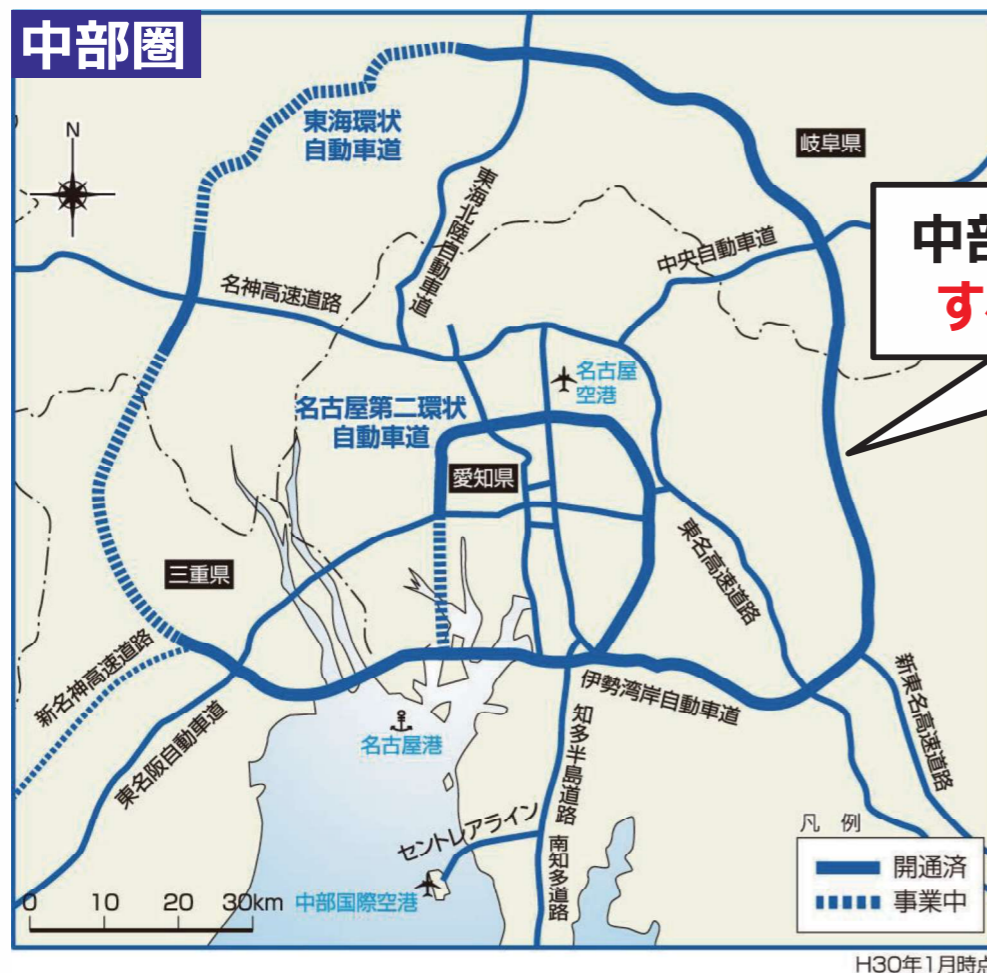 中部圏
N
東海環状
自動車道
岐阜県
東海北陸自動車道
中部
す
中央自動車道
名神高速道路
名古屋
空港
名古屋第二環状
自動車道
愛知県
東名高速道路
三重県
新名神高速道路
伊勢湾岸自動車道
新東名高速道路
東名阪自動車道
名古屋港
知多半島道路
セントレアライン
南知多道路
凡 例
開通済
事業中
0 10 20 30km
中部国際空港
H30年1月時点